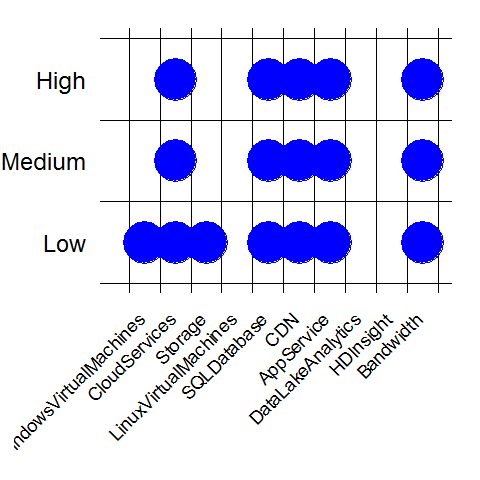 High
Medium
Low
ndowsVirtualMachines
CloudServices
Storage
LinuxVirtualMachines
SQLDatabase
CDN
AppService
DataLakeAnalytics
HDInsight
Bandwidth